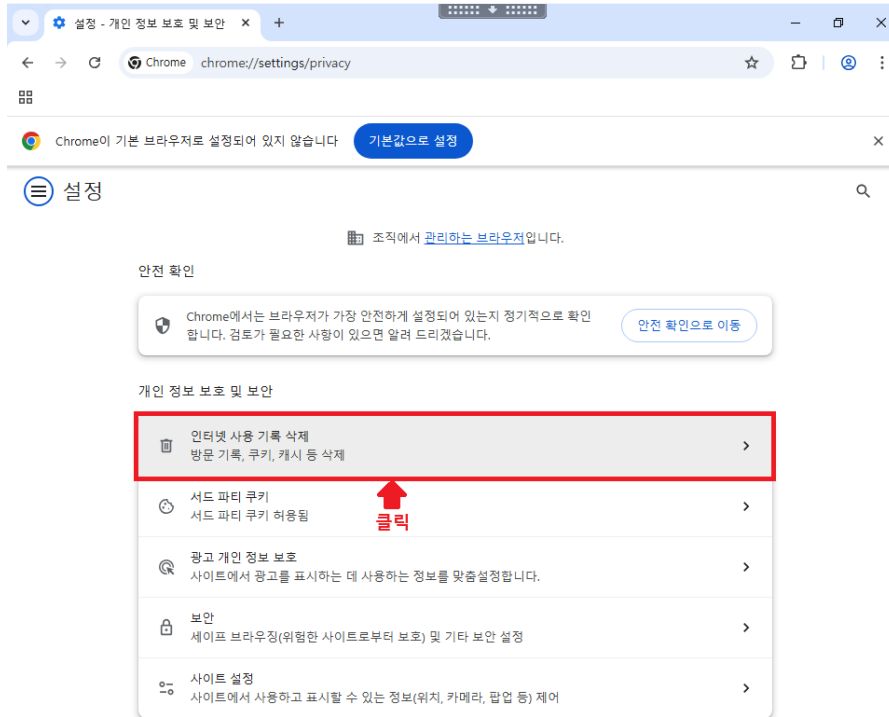 설정 - 개인 정보 보호 및 보안
Chrome chrome://settings/privacy
Chrome이 기본 브라우저로 설정되어 있지 않습니다 기본값으로 설정
설정
조직에서 관리하는 브라우저입니다.
안전 확인
Chrome에서는 브라우저가 가장 안전하게 설정되어 있는지 정기적으로 확인
합니다. 검토가 필요한 사항이 있으면 알려 드리겠습니다.
안전 확인으로 이동
개인 정보 보호 및 보안
인터넷 사용 기록 삭제
방문 기록, 쿠키, 캐시 등 삭제
서드 파티 쿠키
서드 파티 쿠키 허용됨
클릭
광고 개인 정보 보호
사이트에서 광고를 표시하는 데 사용하는 정보를 맞춤설정합니다.
보안
세이프 브라우징(위험한 사이트로부터 보호) 및 기타 보안 설정
사이트 설정
사이트에서 사용하고 표시할 수 있는 정보(위치, 카메라, 팝업 등) 제어